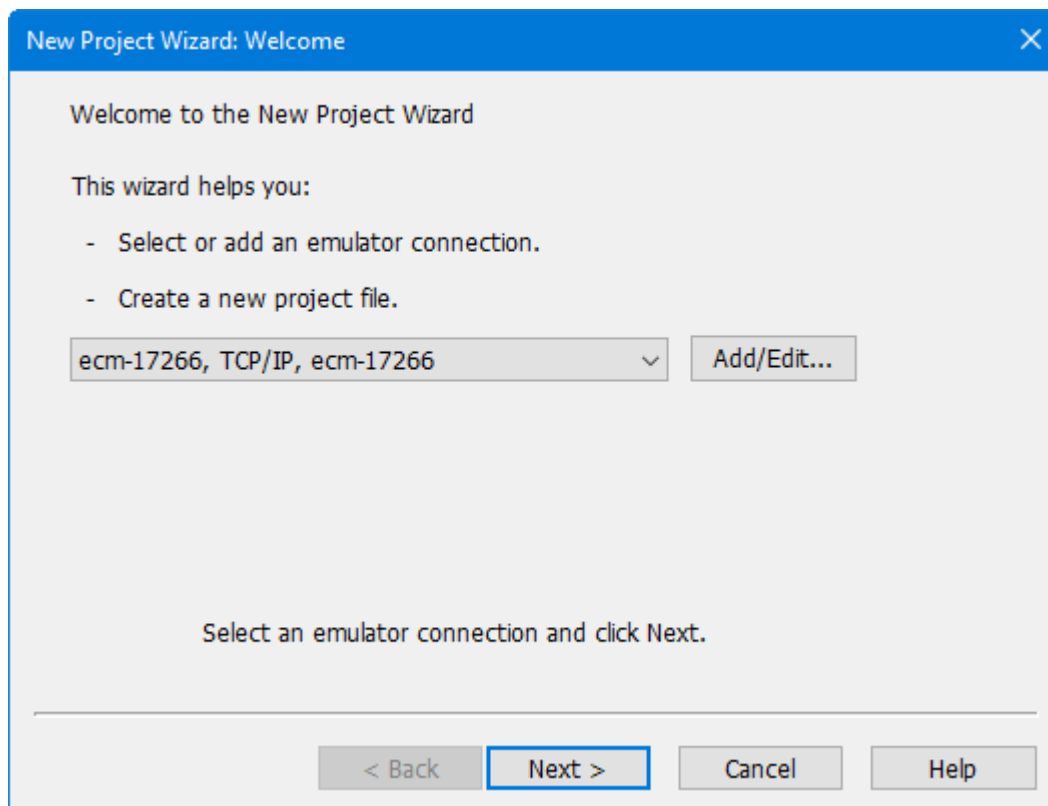 New Project Wizard: Welcome
Welcome to the New Project Wizard
This wizard helps you:
- Select or add an emulator connection.
- Create a new project file.
ecm-17266, TCP/IP, ecm-17266
Add/Edit...
Select an emulator connection and click Next.
< Back
Next >
Cancel
Help